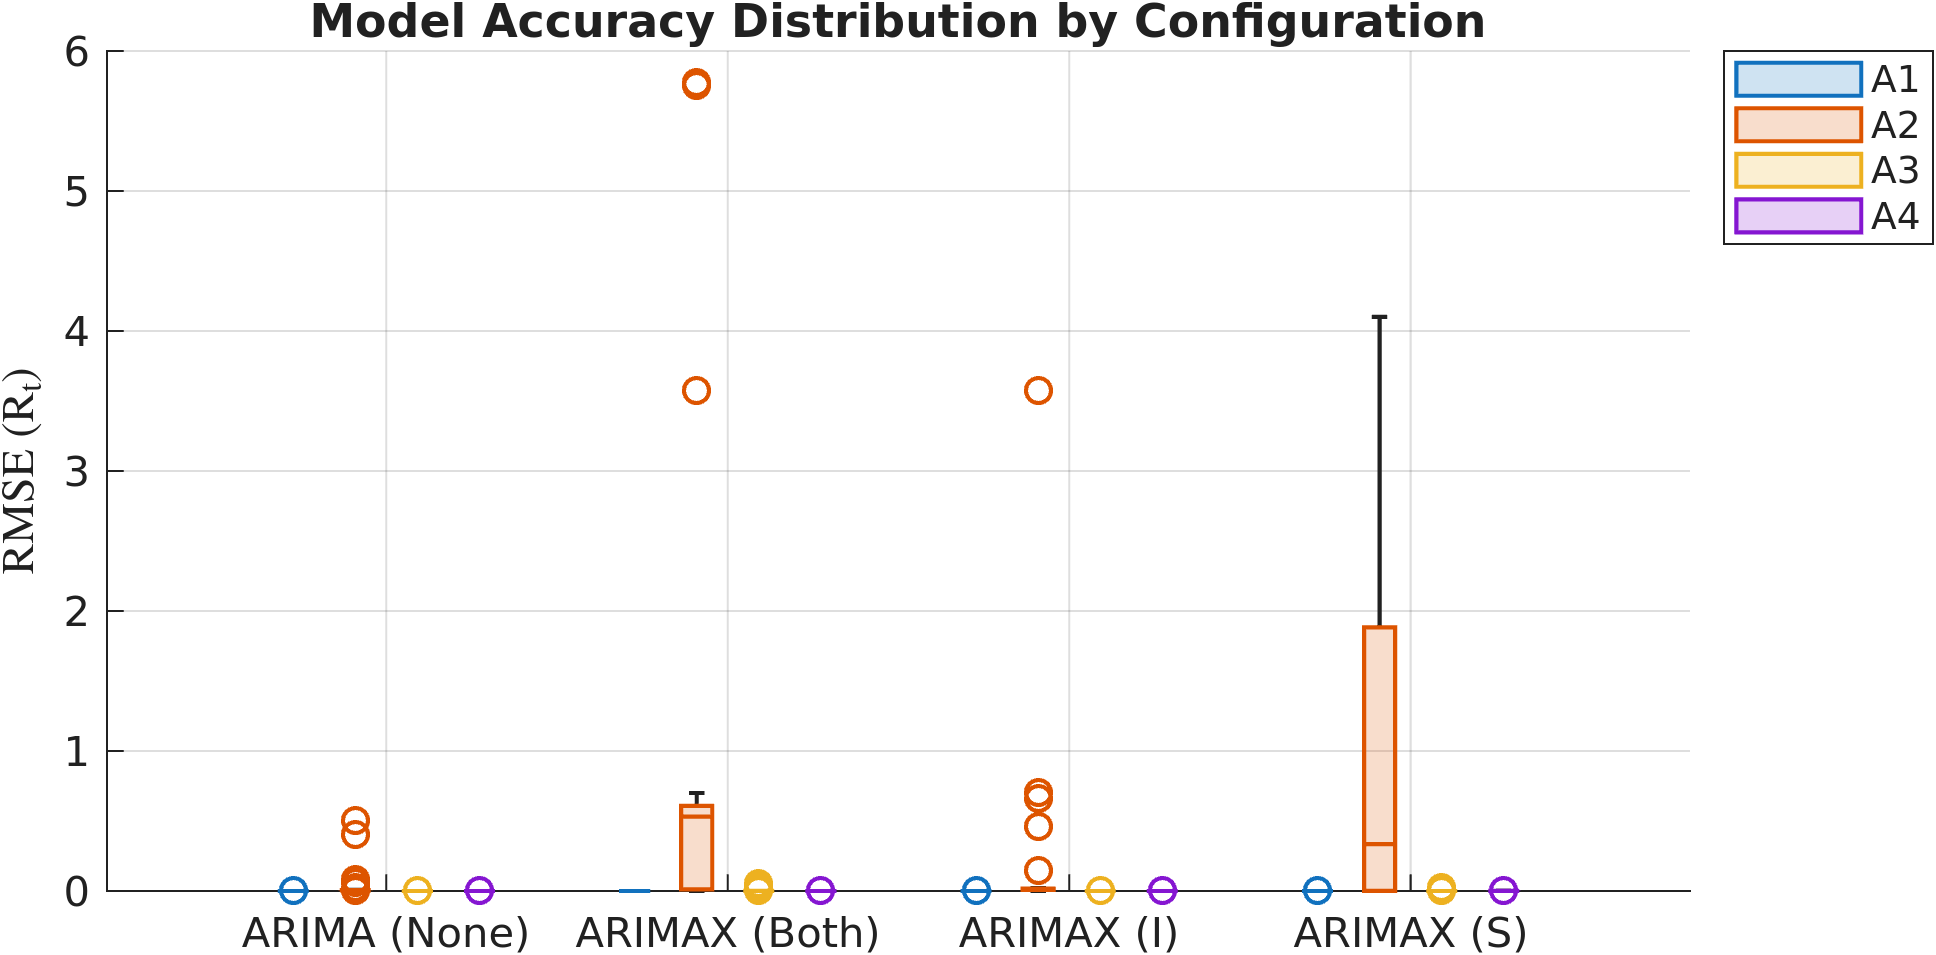 Model Accuracy Distribution by Configuration
RMSE (Rt)
6
5
4
3
2
1
0
ARIMA (None)
ARIMAX (Both)
ARIMAX (I)
ARIMAX (S)
A1
A2
A3
A4